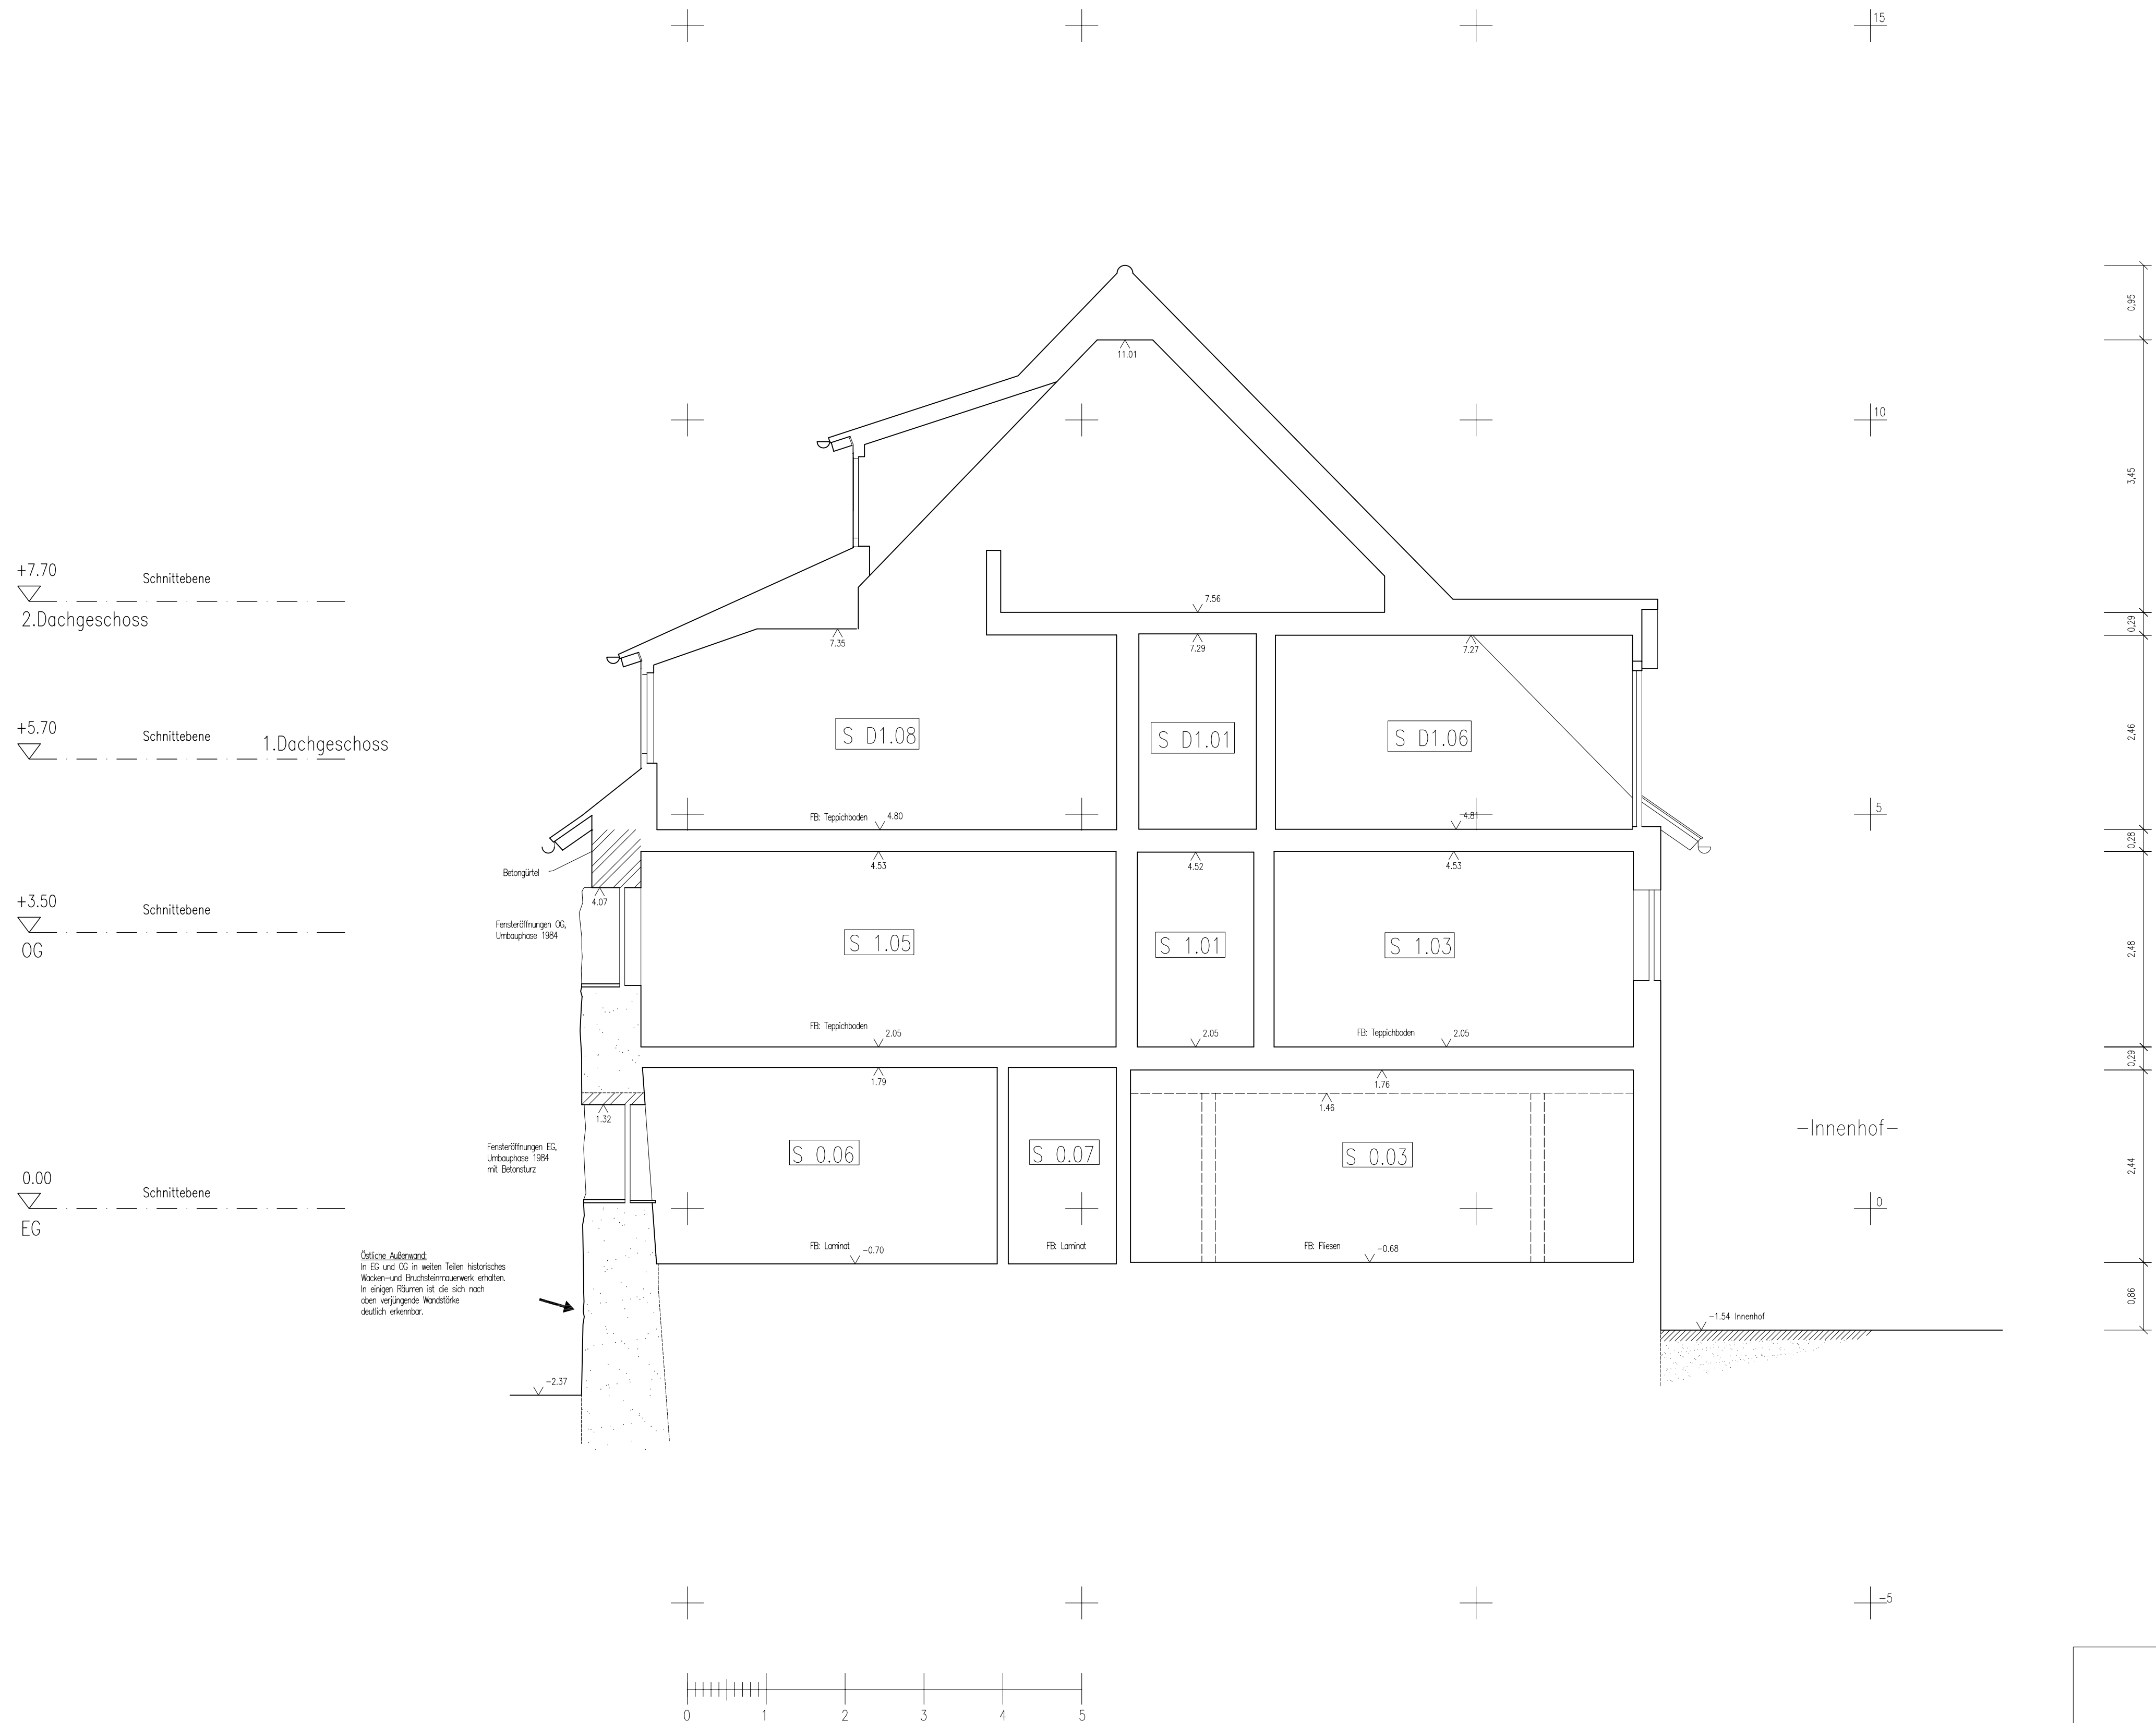 15
0,95
11.01
10
3,45
+7.70
Schnittebene
2.Dachgeschoss
7.56
0,29
7.35
7.29
7.27
+5.70
Schnittebene
1.Dachgeschoss
S D1.08
S D1.01
S D1.06
2,46
5
FB: Teppichboden
4.80
4.81
0,28
Betongürtel
4.53
4.52
4.53
4.07
+3.50
Schnittebene
OG
Fensteröffnungen OG,
Umbauphase 1984
S 1.05
S 1.01
S 1.03
2,48
FB: Teppichboden
2.05
2.05
FB: Teppichboden
2.05
0,29
1.79
1.76
1.46
1.32
-Innenhof-
Fensteröffnungen EG,
Umbauphase 1984
mit Betonsturz
S 0.06
S 0.07
S 0.03
2,44
0.00
Schnittebene
EG
0
Östliche Außenwand:
In EG und OG in weiten Teilen historisches
Wacken-und Bruchsteinmauerwerk erhalten.
In einigen Räumen ist die sich nach
oben verjüngende Wandstärke
deutlich erkennbar.
FB: Laminat
-0.70
FB: Laminat
FB: Fliesen
-0.68
0,86
-1.54 Innenhof
-2.37
-5
0 1 2 3 4 5